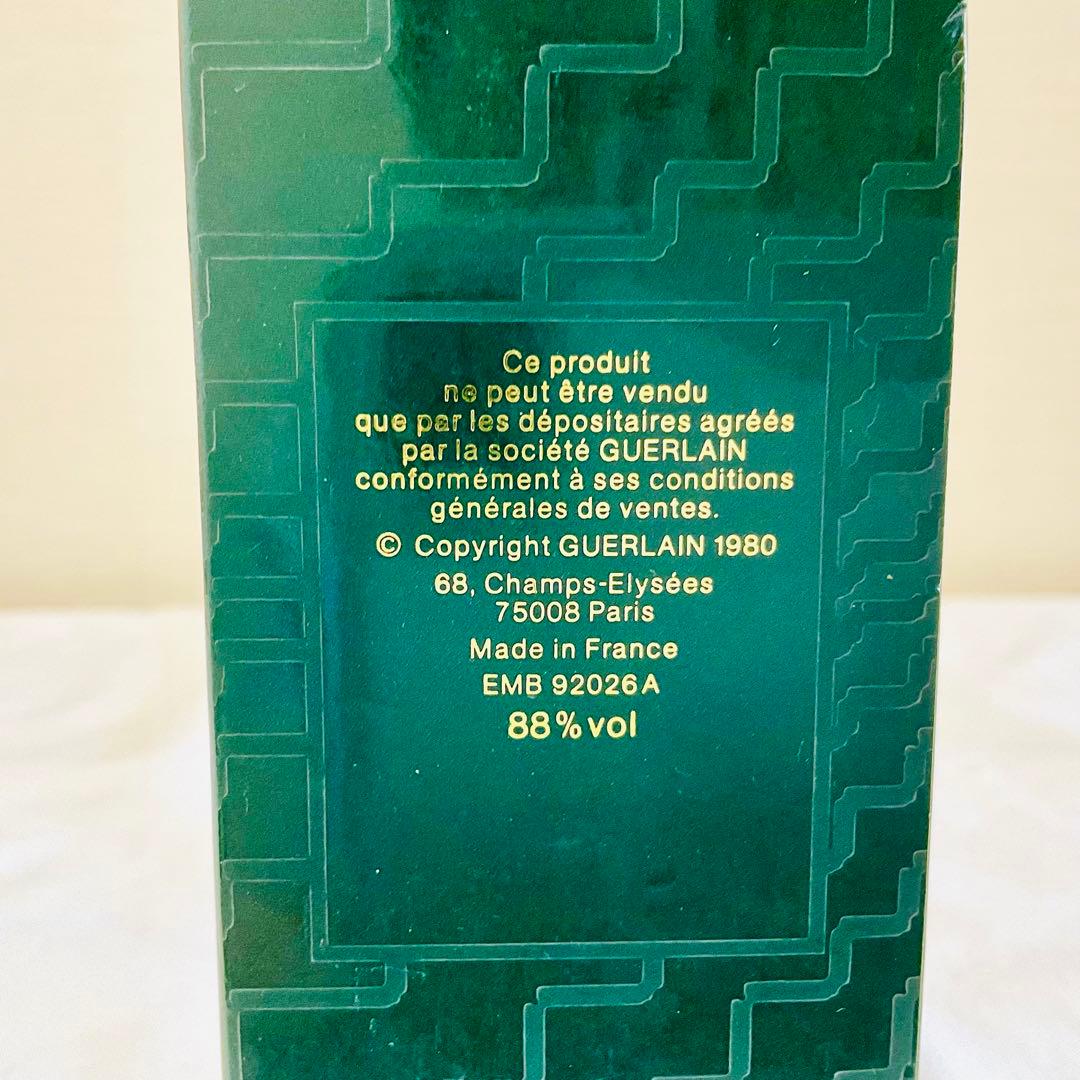 Ce produit
ne peut être vendu
que par les dépositaires agréés
par la société GUERLAIN
conformément à ses conditions
générales de ventes.
© Copyright GUERLAIN 1980
68, Champs-Elysées
75008 Paris
Made in France
EMB 92026 A
88% vol